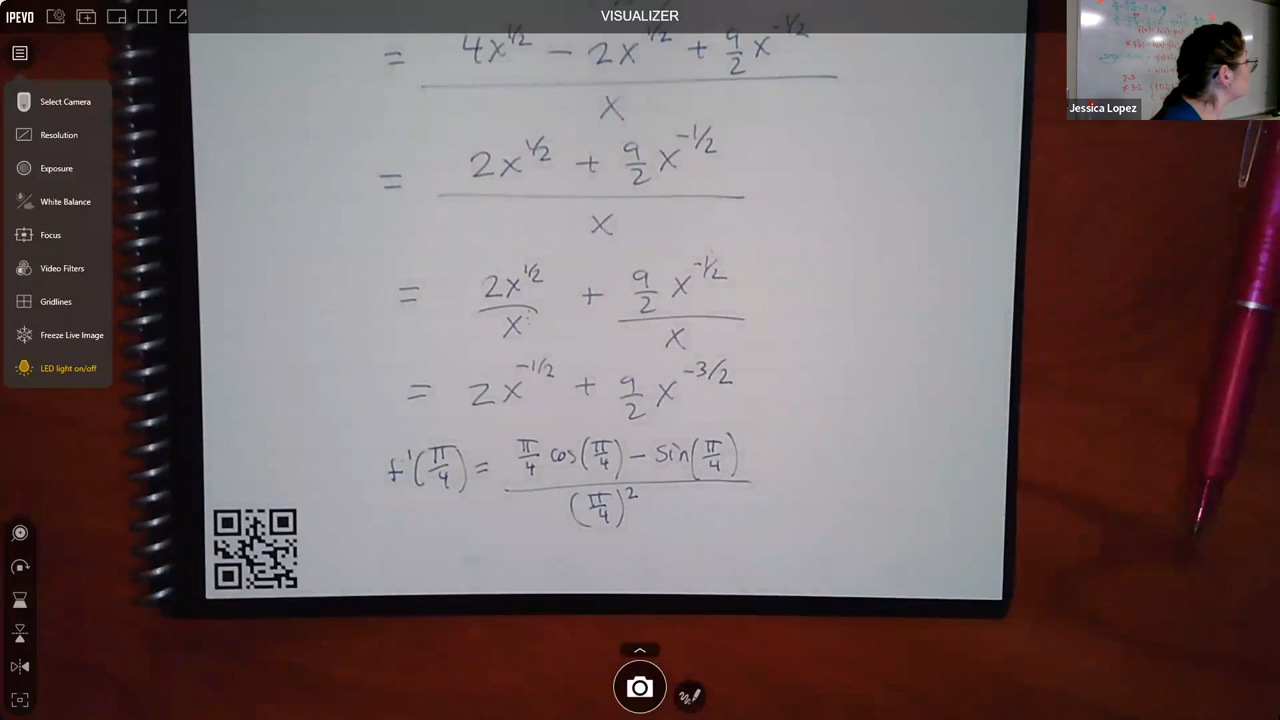 IPEVO
VISUALIZER
Select Camera
Resolution
Exposure
White Balance
Focus
Video Filters
Gridlines
Freeze Live Image
LED light on/off
Jessica Lopez
= (4x^{1/2} - 2x^{1/2} + 9/2 x^{-1/2}) / x
= (2x^{1/2} + 9/2 x^{-1/2}) / x
= 2x^{1/2} / x + (9/2 x^{-1/2}) / x
= 2x^{-1/2} + 9/2 x^{-3/2}
f'(π/4) = (π/4 cos(π/4) - sin(π/4)) / (π/4)^2